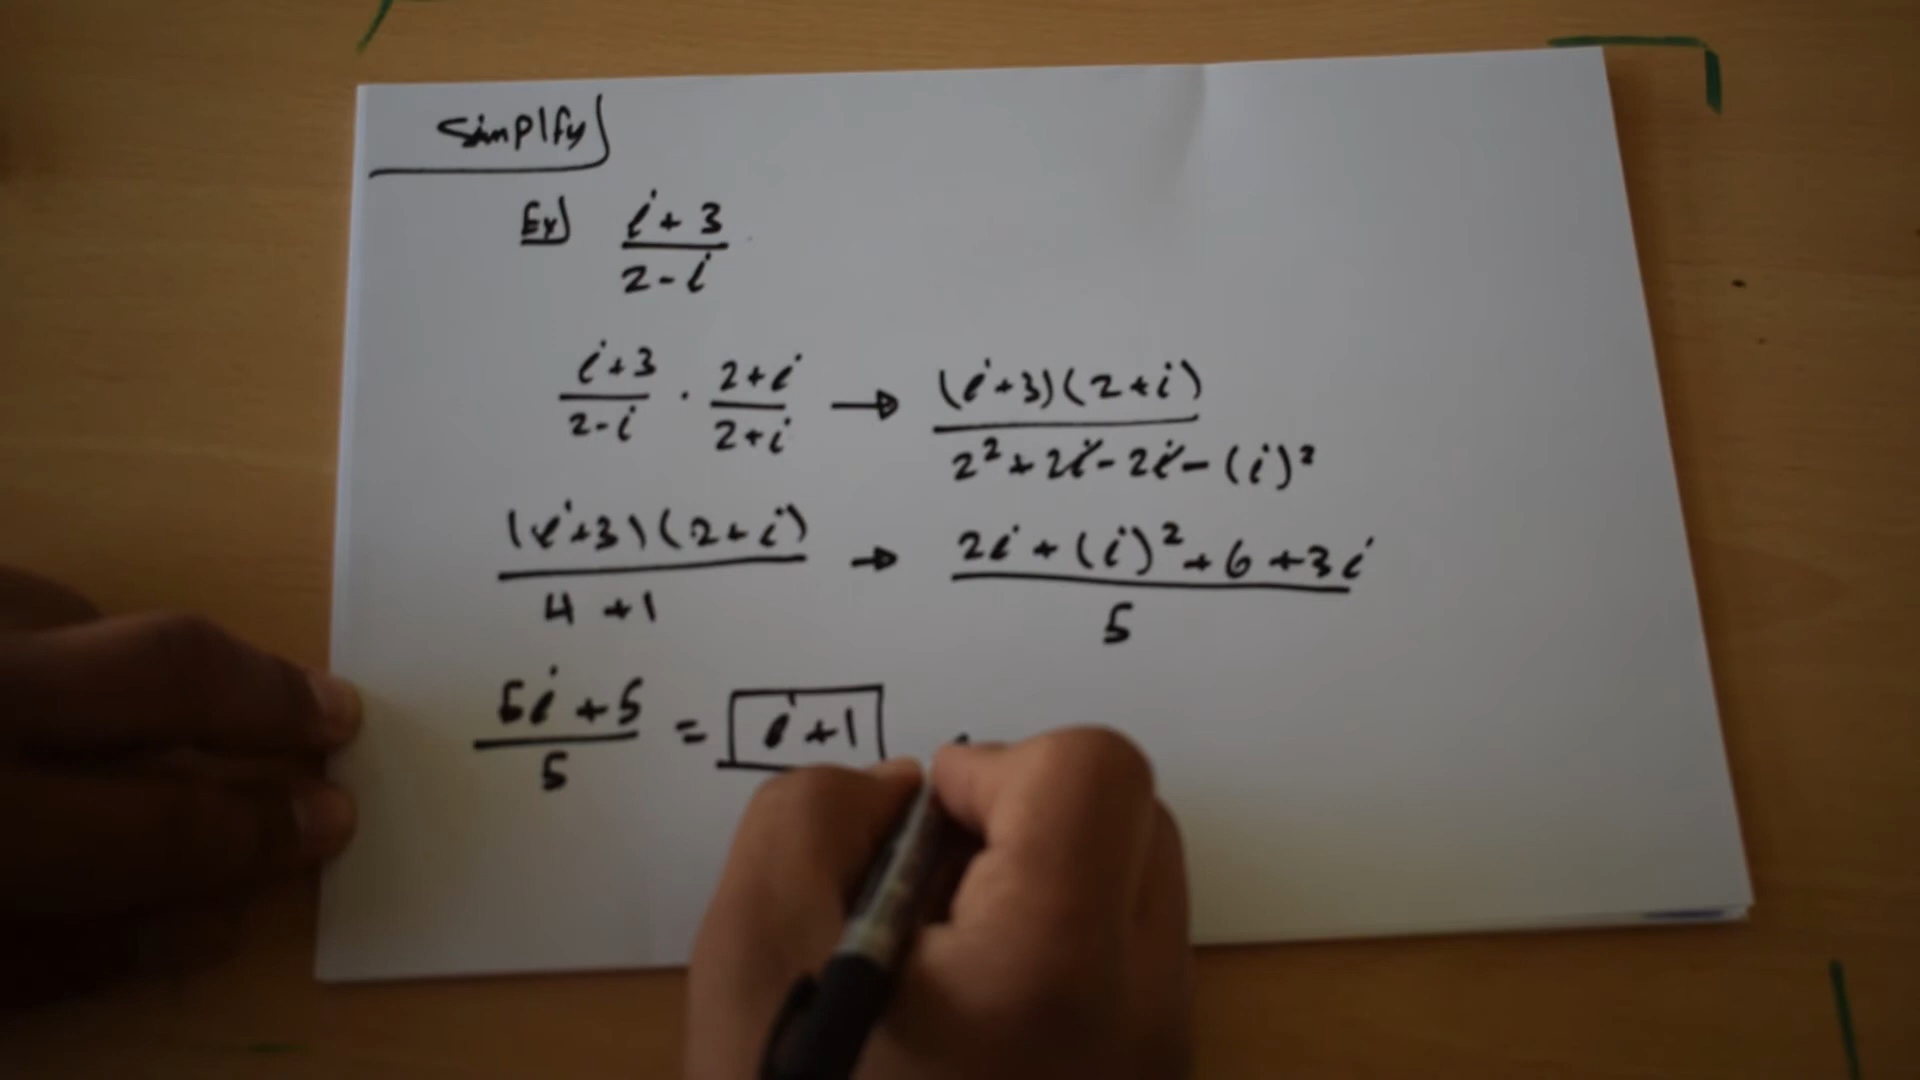 Simplfy
Ex) i+3 / 2-i
i+3 / 2-i · 2+i / 2+i → (i+3)(2+i) / 2²+2i-2i-(i)²
(i+3)(2+i) / 4+1 → 2i+(i)²+6+3i / 5
5i+5 / 5 = i+1